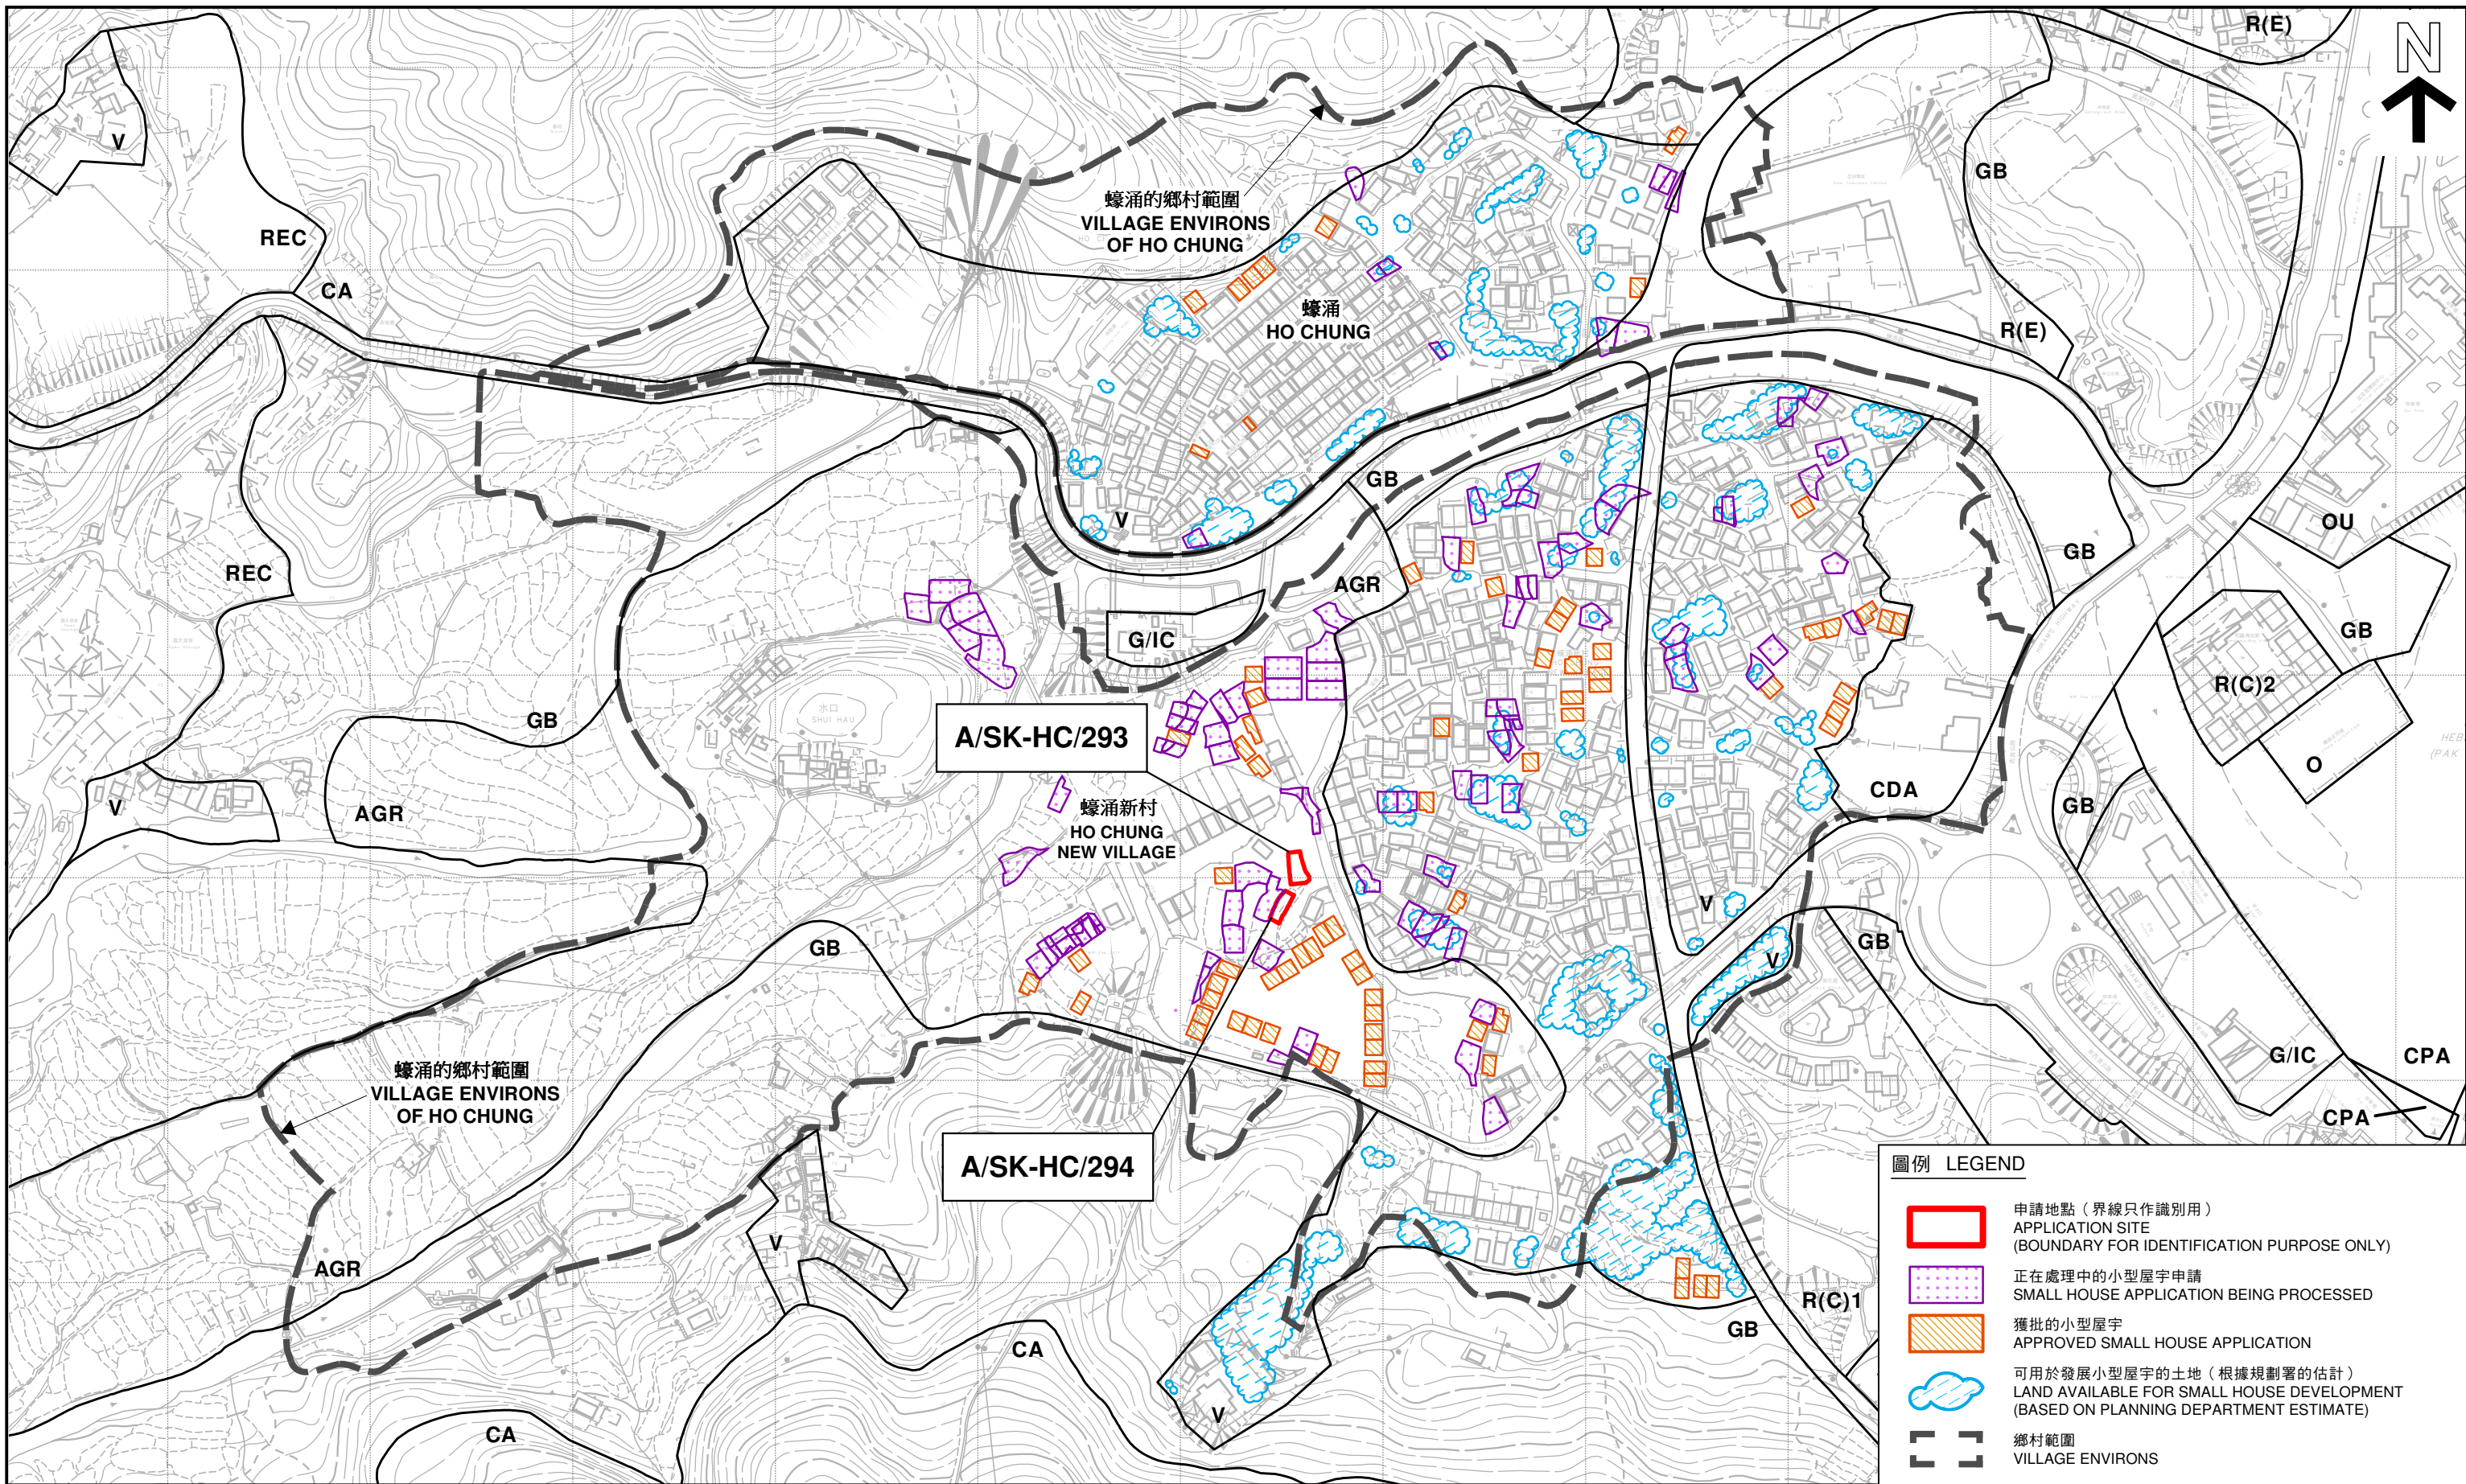 R(E)
N
V
GB
蠔涌的鄉村範圍
VILLAGE ENVIRONS
OF HO CHUNG
REC
CA
蠔涌
HO CHUNG
R(E)
GB
V
OU
GB
REC
AGR
G/IC
GB
R(C)2
水口
SHUI HAU
GB
A/SK-HC/293
O
CDA
GB
V
AGR
蠔涌新村
HO CHUNG
NEW VILLAGE
V
GB
GB
V
蠔涌的鄉村範圍
VILLAGE ENVIRONS
OF HO CHUNG
G/IC
CPA
CPA
A/SK-HC/294
V
AGR
R(C)1
GB
CA
V
CA
圖例 LEGEND
申請地點（界線只作識別用）
APPLICATION SITE
(BOUNDARY FOR IDENTIFICATION PURPOSE ONLY)
正在處理中的小型屋宇申請
SMALL HOUSE APPLICATION BEING PROCESSED
獲批的小型屋宇
APPROVED SMALL HOUSE APPLICATION
可用於發展小型屋宇的土地（根據規劃署的估計）
LAND AVAILABLE FOR SMALL HOUSE DEVELOPMENT
(BASED ON PLANNING DEPARTMENT ESTIMATE)
鄉村範圍
VILLAGE ENVIRONS